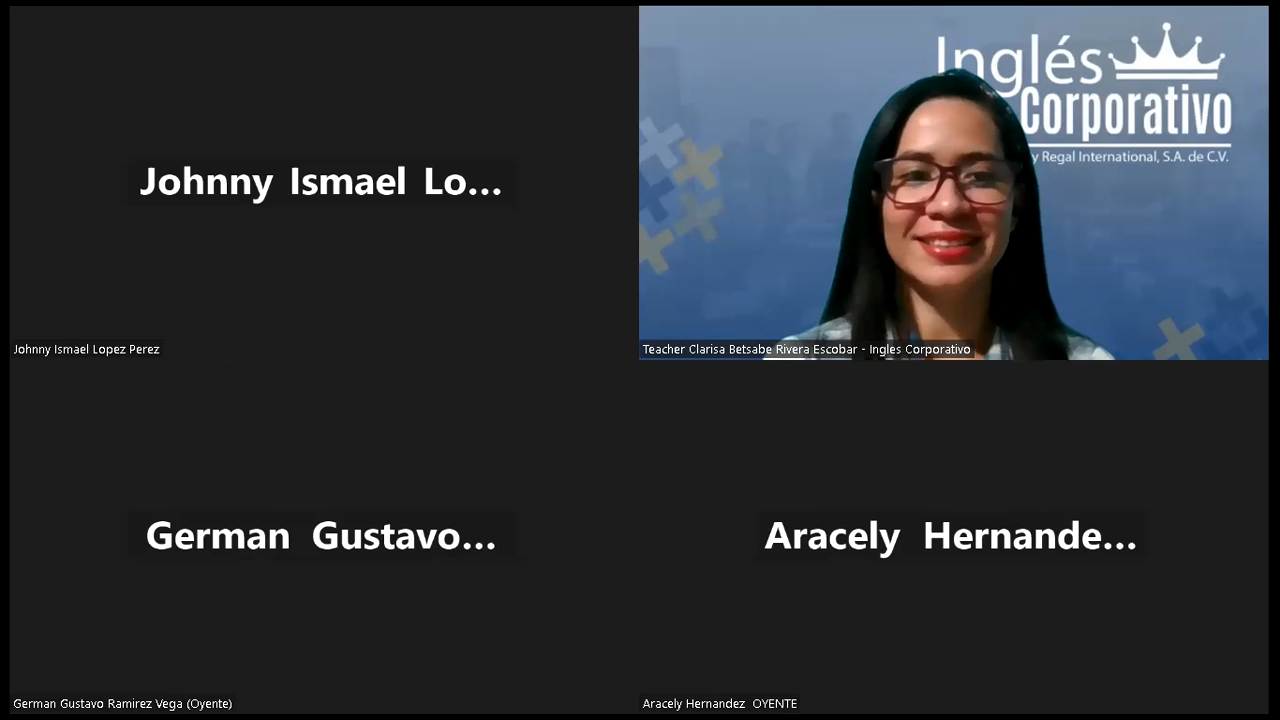 Johnny Ismael Lo...
Johnny Ismael Lopez Perez
Inglés
Corporativo
y Regal International, S.A. de C.V.
Teacher Clarisa Betsabe Rivera Escobar - Ingles Corporativo
German Gustavo...
German Gustavo Ramirez Vega (Oyente)
Aracely Hernande...
Aracely Hernandez OYENTE